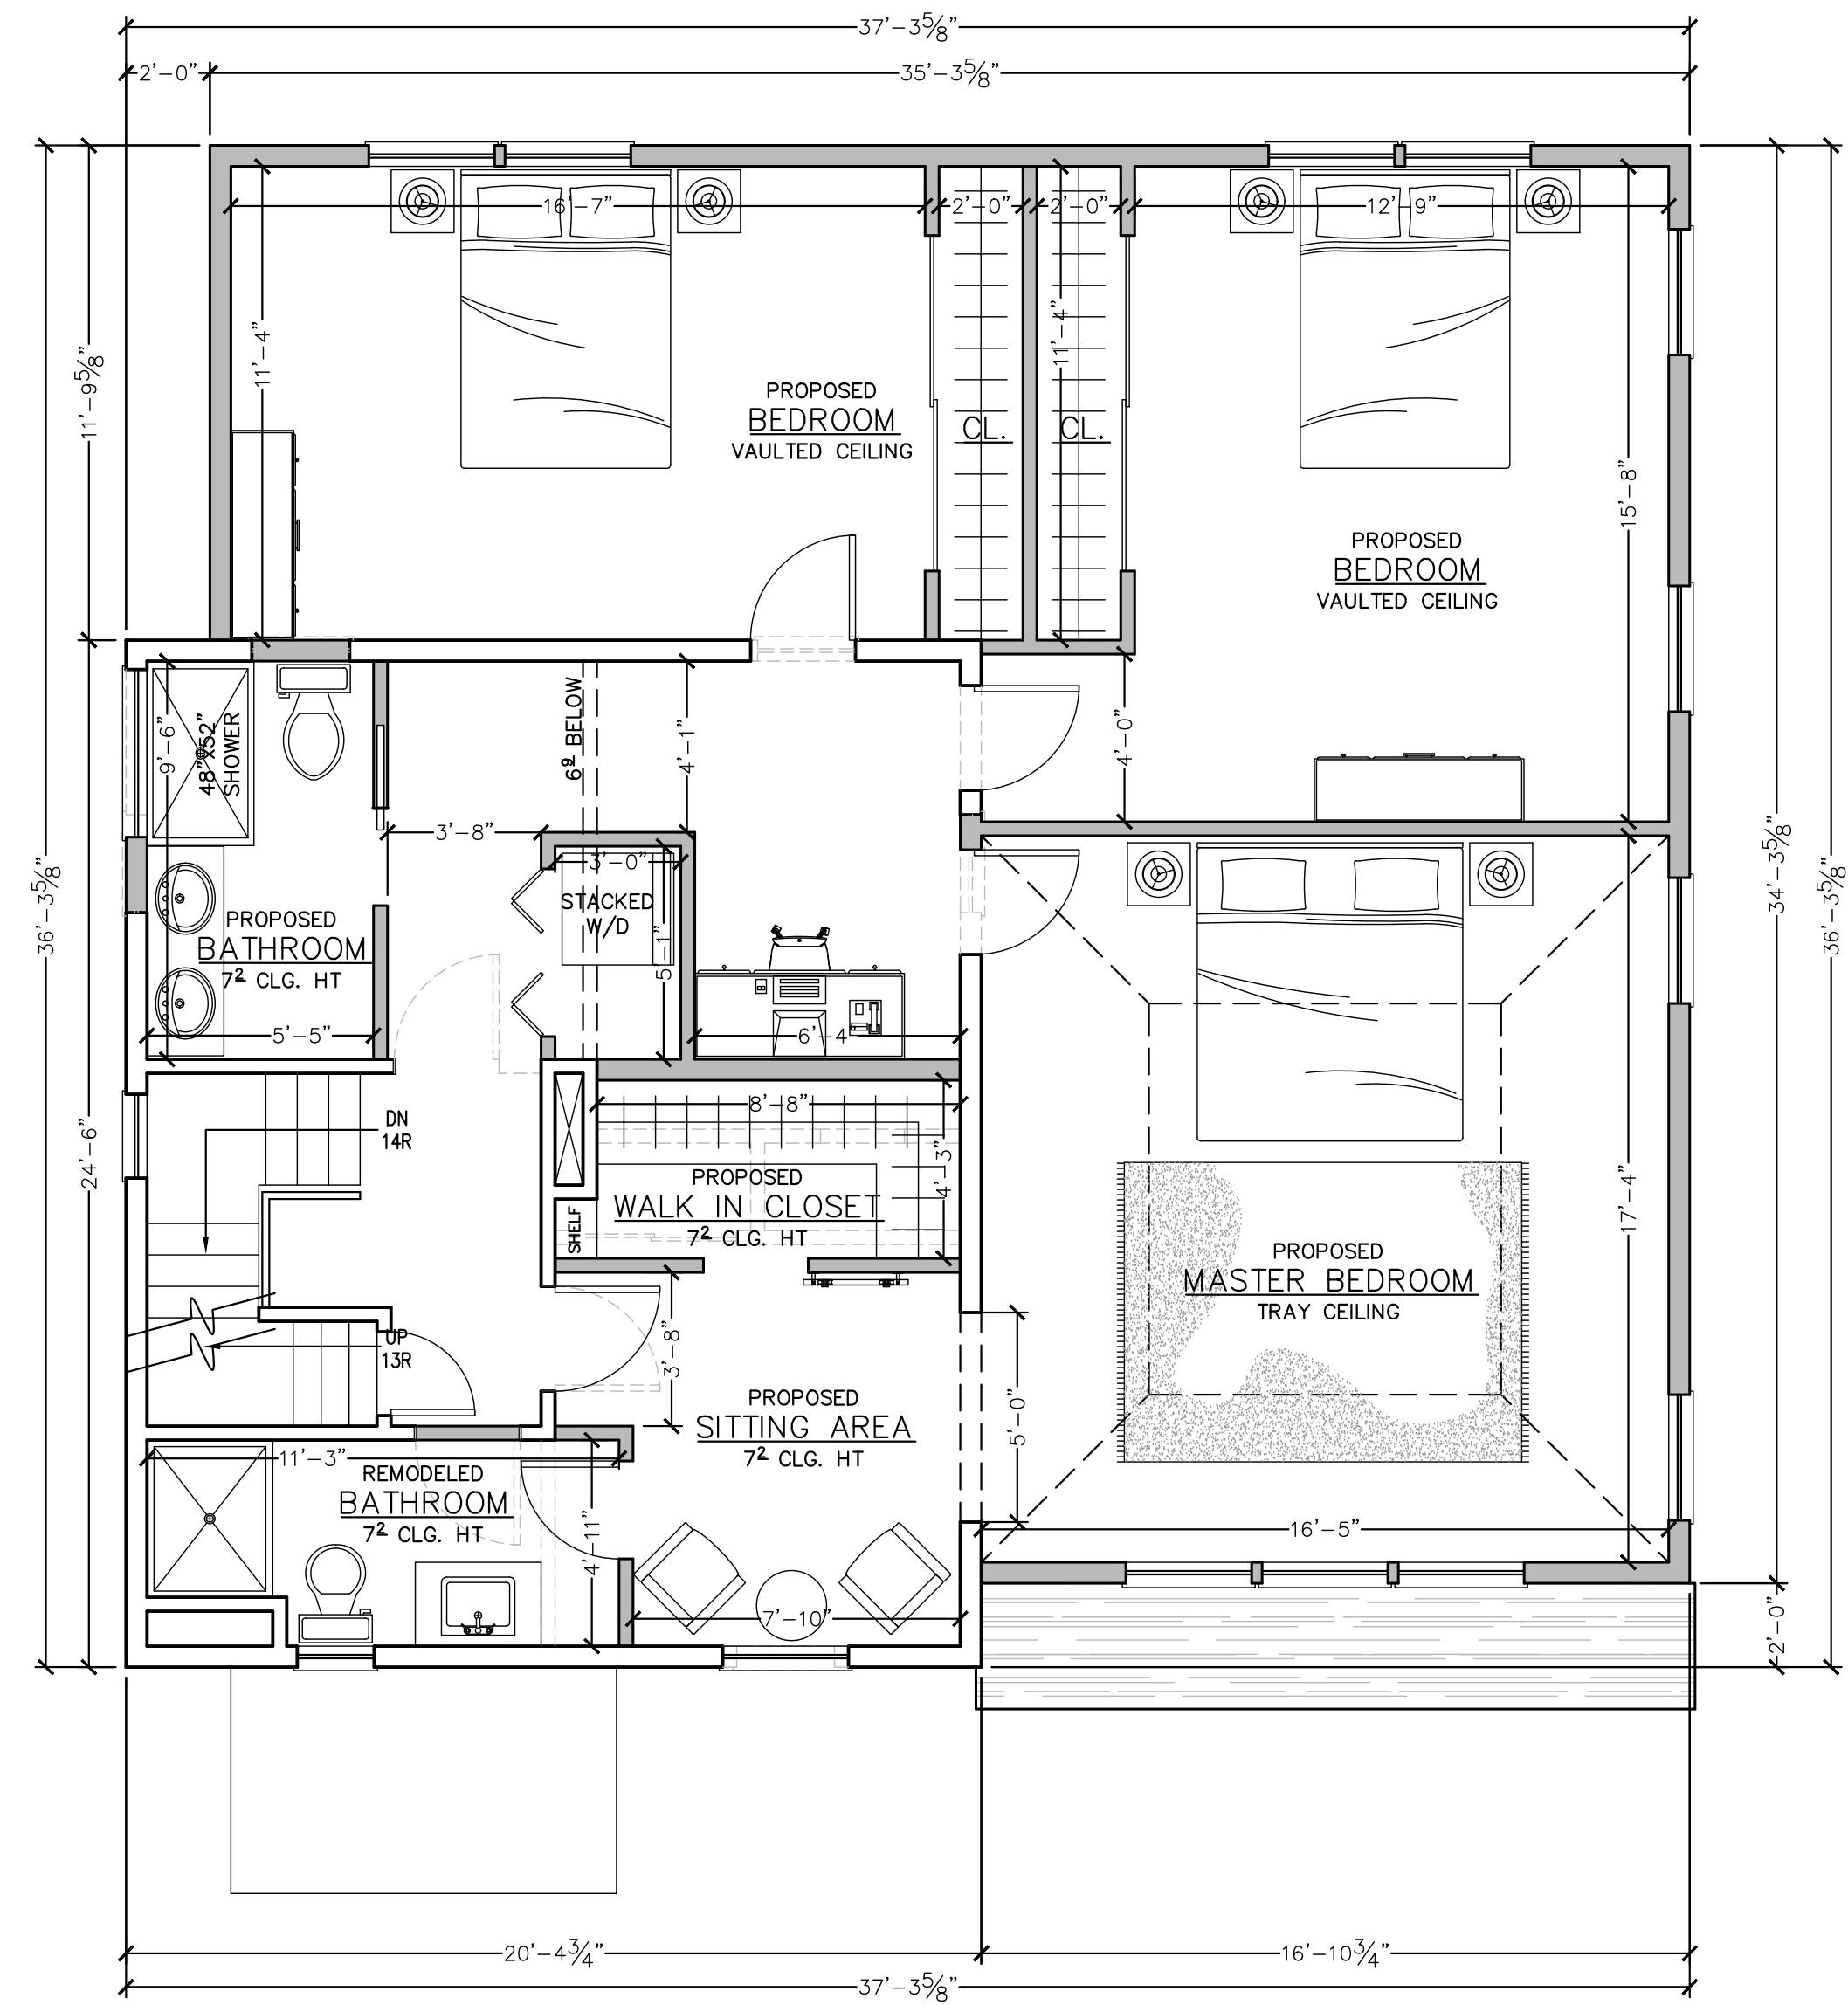 37'-3⅝"
2'-0"
35'-3⅝"
16'-7"
2'-0"
2'-0"
12'-9"
11'-4"
11'-4"
11'-9⅝"
PROPOSED
BEDROOM
VAULTED CEILING
CL.
CL.
15'-8"
PROPOSED
BEDROOM
VAULTED CEILING
9'-6"
48"X52"
SHOWER
6⁹ BELOW
4'-1"
4'-0"
3'-8"
3'-0"
STACKED
W/D
5'-1"
36'-3⅝"
34'-3⅝"
36'-3⅝"
PROPOSED
BATHROOM
7² CLG. HT
5'-5"
6'-4"
8'-8"
DN
14R
24'-6"
4'-3"
PROPOSED
WALK IN CLOSET
7² CLG. HT
SHELF
17'-4"
PROPOSED
MASTER BEDROOM
TRAY CEILING
UP
13R
3'-8"
PROPOSED
SITTING AREA
7² CLG. HT
5'-0"
11'-3"
REMODELED
BATHROOM
7² CLG. HT
4'-11"
16'-5"
7'-10"
2'-0"
20'-4¾"
16'-10¾"
37'-3⅝"